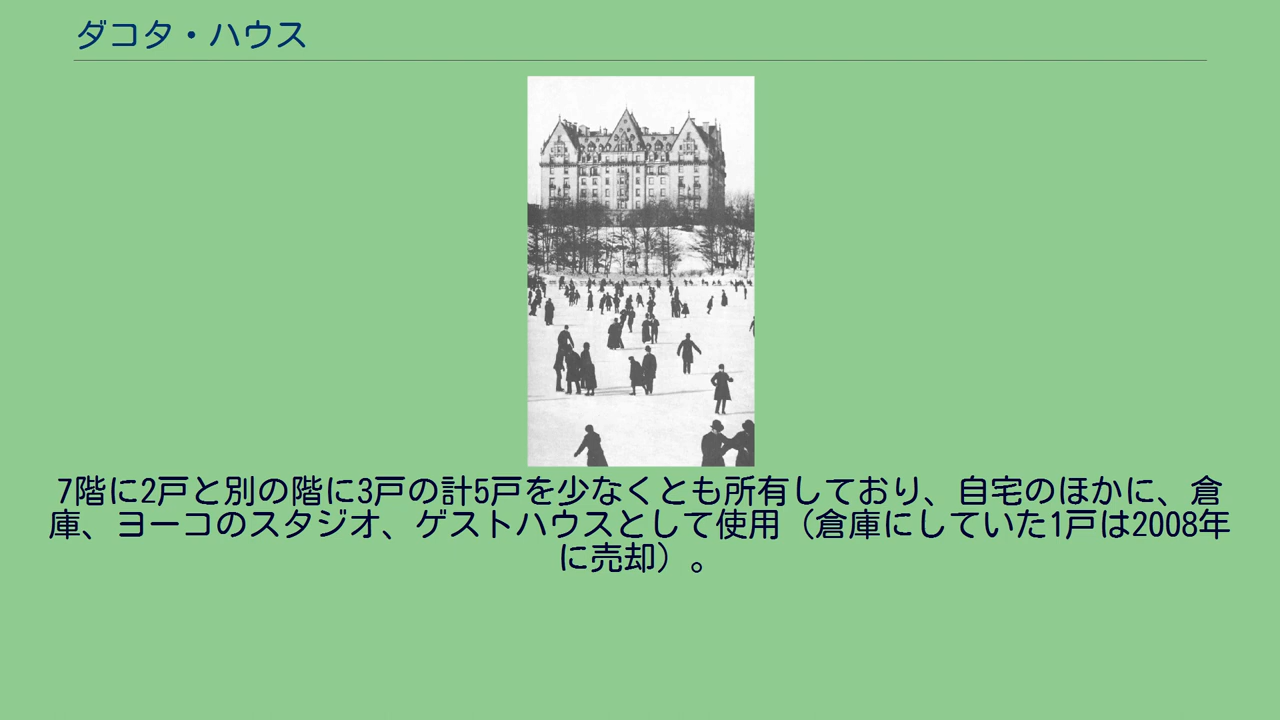 ダコタ・ハウス
7階に2戸と別の階に3戸の計5戸を少なくとも所有しており、自宅のほかに、倉
庫、ヨーコのスタジオ、ゲストハウスとして使用（倉庫にしていた1戸は2008年
に売却）。